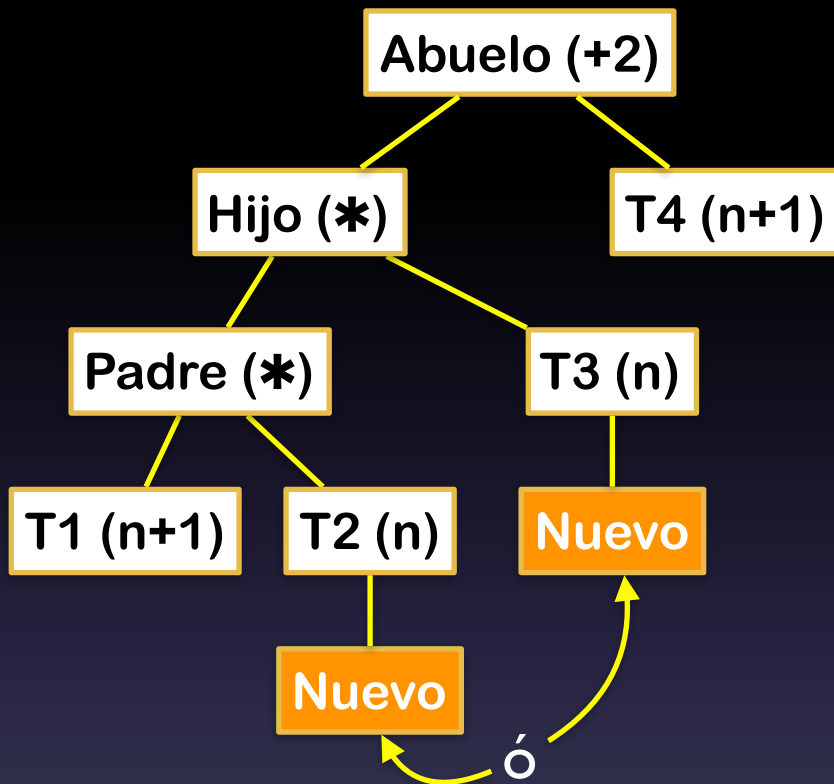 Abuelo (+2)
Hijo (∗)
T4 (n+1)
Padre (∗)
T3 (n)
T1 (n+1)
T2 (n)
Nuevo
Nuevo
ó